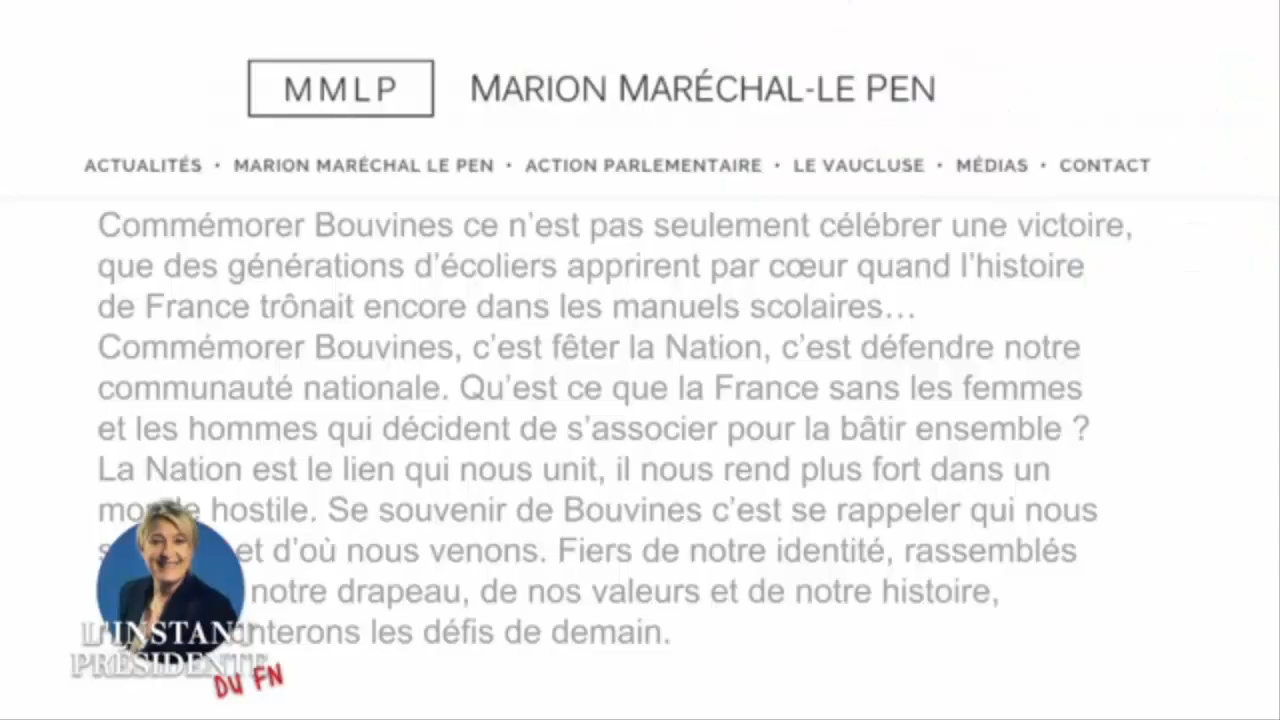 MMLP MARION MARÉCHAL-LE PEN
ACTUALITÉS • MARION MARÉCHAL LE PEN • ACTION PARLEMENTAIRE • LE VAUCLUSE • MÉDIAS • CONTACT
Commémorer Bouvines ce n’est pas seulement célébrer une victoire,
que des générations d’écoliers apprirent par cœur quand l’histoire
de France trônait encore dans les manuels scolaires…
Commémorer Bouvines, c’est fêter la Nation, c’est défendre notre
communauté nationale. Qu’est ce que la France sans les femmes
et les hommes qui décident de s’associer pour la bâtir ensemble ?
La Nation est le lien qui nous unit, il nous rend plus fort dans un
hostile. Se souvenir de Bouvines c’est se rappeler qui nous
et d’où nous venons. Fiers de notre identité, rassemblés
notre drapeau, de nos valeurs et de notre histoire,
les défis de demain.
L'INSTANT
PRÉSIDENTE
DU FN